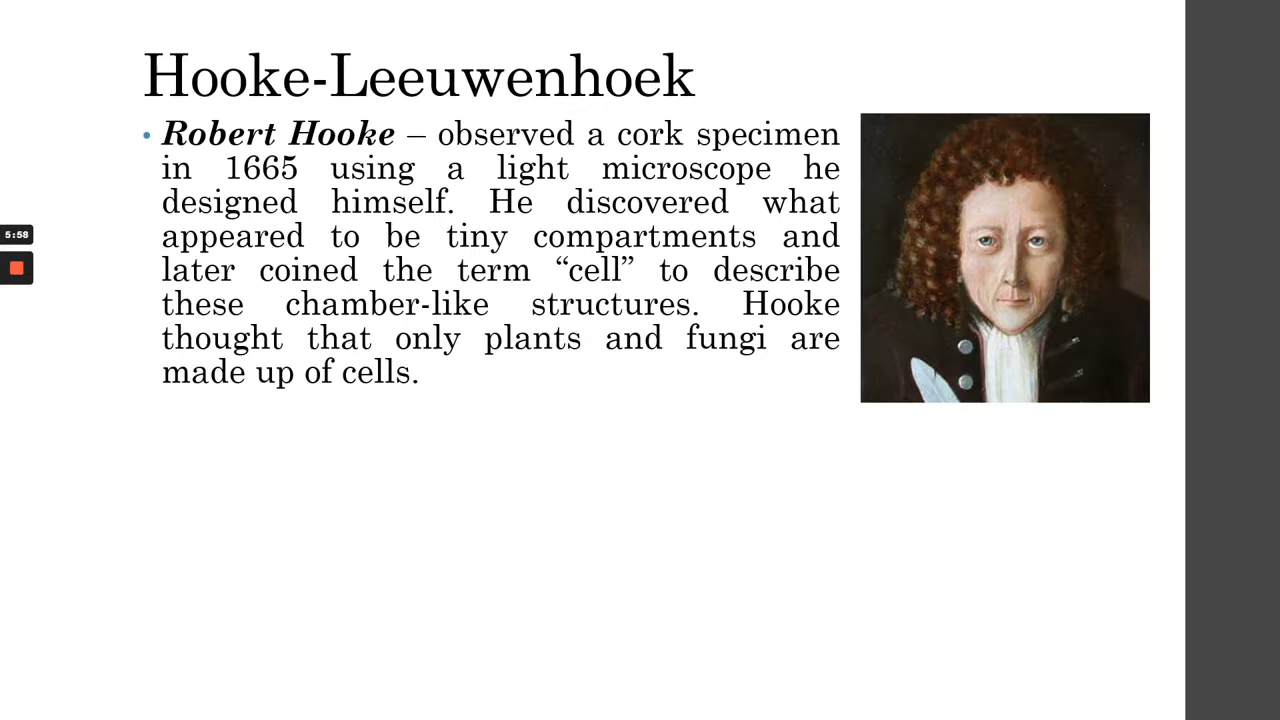 Hooke-Leeuwenhoek
• Robert Hooke – observed a cork specimen
in 1665 using a light microscope he
designed himself. He discovered what
appeared to be tiny compartments and
later coined the term “cell” to describe
these chamber-like structures. Hooke
thought that only plants and fungi are
made up of cells.
5:58